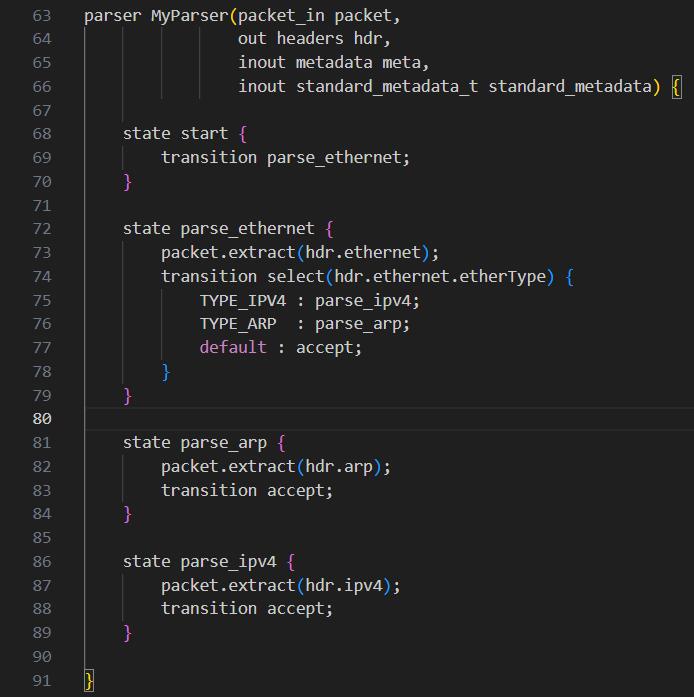 63 parser MyParser(packet_in packet,
64                 out headers hdr,
65                 inout metadata meta,
66                 inout standard_metadata_t standard_metadata) {
67
68     state start {
69         transition parse_ethernet;
70     }
71
72     state parse_ethernet {
73         packet.extract(hdr.ethernet);
74         transition select(hdr.ethernet.etherType) {
75             TYPE_IPV4 : parse_ipv4;
76             TYPE_ARP  : parse_arp;
77             default : accept;
78         }
79     }
80
81     state parse_arp {
82         packet.extract(hdr.arp);
83         transition accept;
84     }
85
86     state parse_ipv4 {
87         packet.extract(hdr.ipv4);
88         transition accept;
89     }
90
91 }